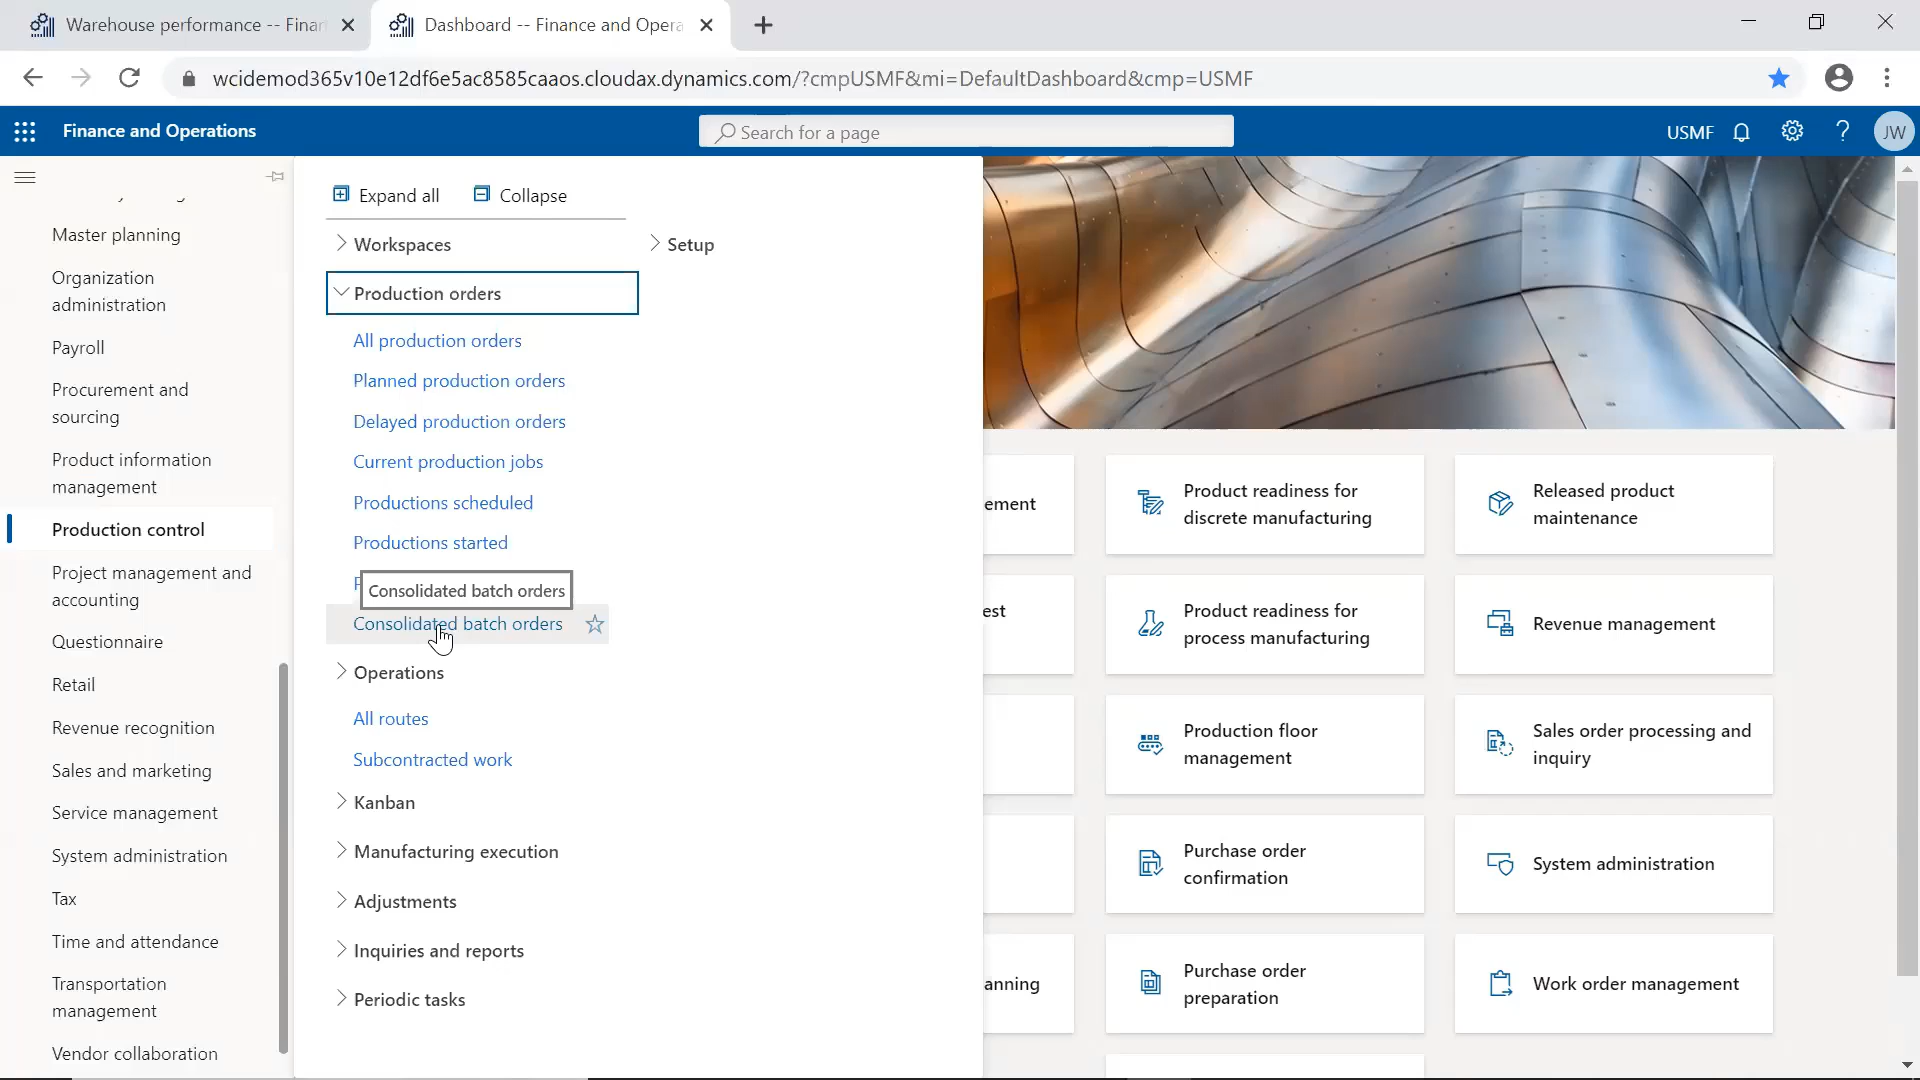 Warehouse performance -- Finan
Dashboard -- Finance and Opera
wcidemod365v10e12df6e5ac8585caaos.cloudax.dynamics.com/?cmpUSMF&mi=DefaultDashboard&cmp=USMF
Finance and Operations
Search for a page
USMF
?
JW
Master planning
Organization
administration
Payroll
Procurement and
sourcing
Product information
management
Production control
Project management and
accounting
Questionnaire
Retail
Revenue recognition
Sales and marketing
Service management
System administration
Tax
Time and attendance
Transportation
management
Vendor collaboration
Expand all
Collapse
Workspaces
Setup
Production orders
All production orders
Planned production orders
Delayed production orders
Current production jobs
Productions scheduled
Productions started
Consolidated batch orders
Consolidated batch orders
Operations
All routes
Subcontracted work
Kanban
Manufacturing execution
Adjustments
Inquiries and reports
Periodic tasks
ement
Product readiness for
discrete manufacturing
Released product
maintenance
est
Product readiness for
process manufacturing
Revenue management
Production floor
management
Sales order processing and
inquiry
Purchase order
confirmation
System administration
anning
Purchase order
preparation
Work order management